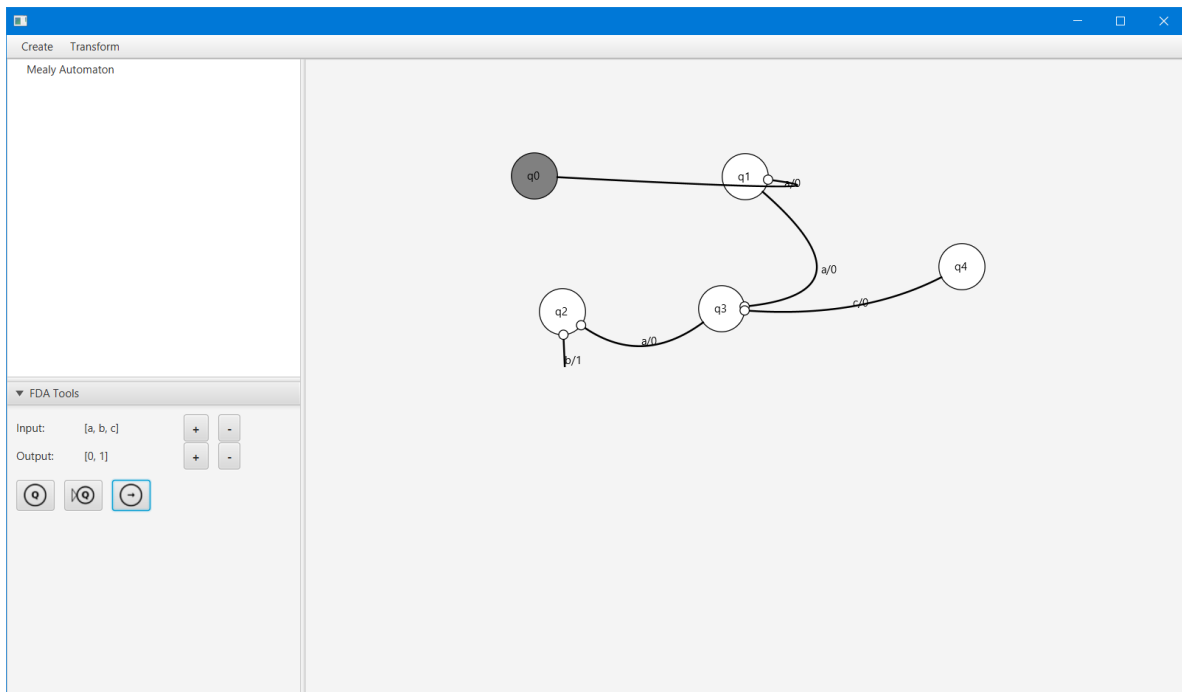 Create Transform
Mealy Automaton
q0
q1
a/0
a/0
q4
q2
q3
c/0
a/0
b/1
FDA Tools
Input: [a, b, c] + -
Output: [0, 1] + -
Q Q